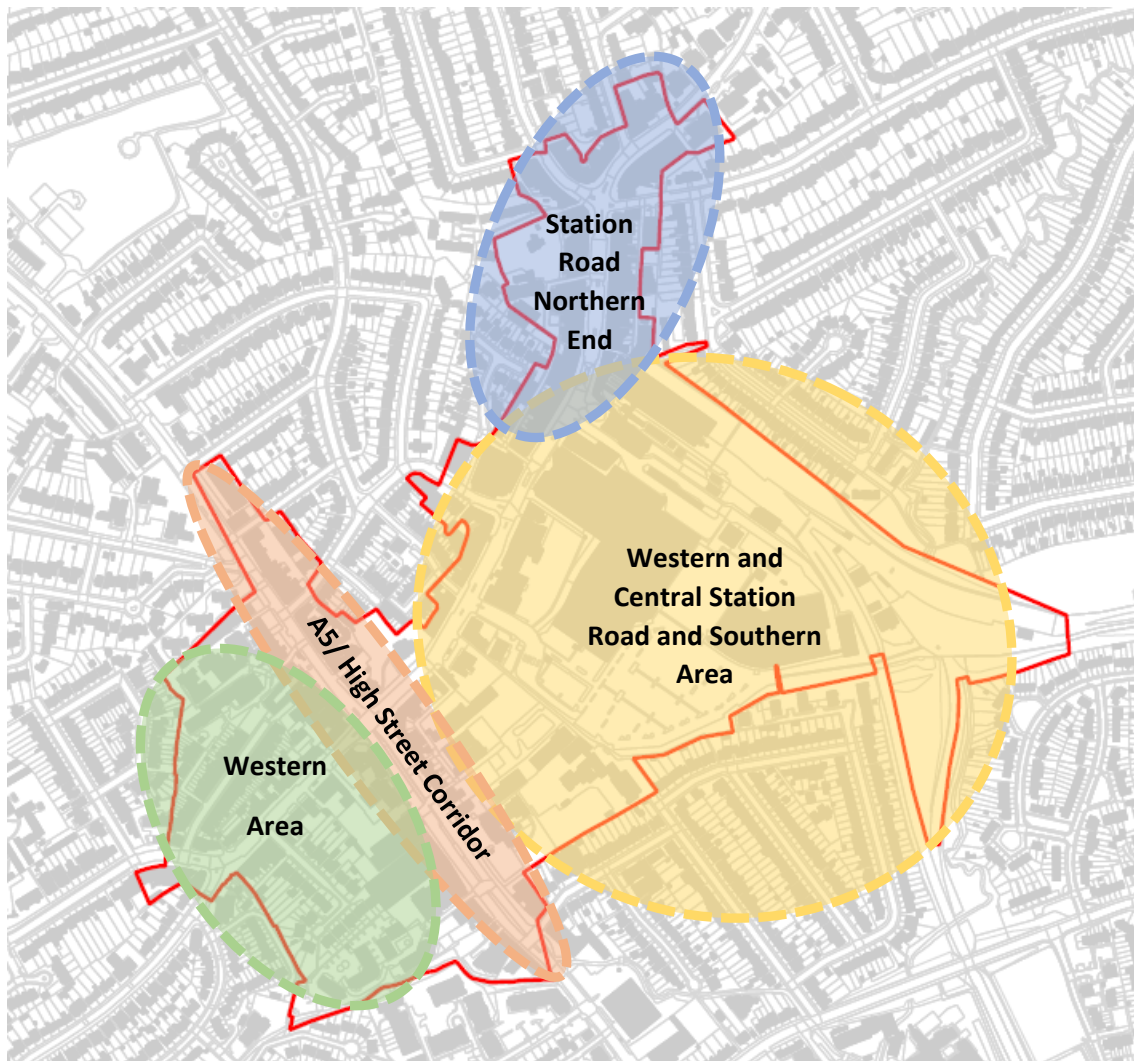 Station
Road
Northern
End
Western and
Central Station
Road and Southern
Area
A5/ High Street Corridor
Western
Area